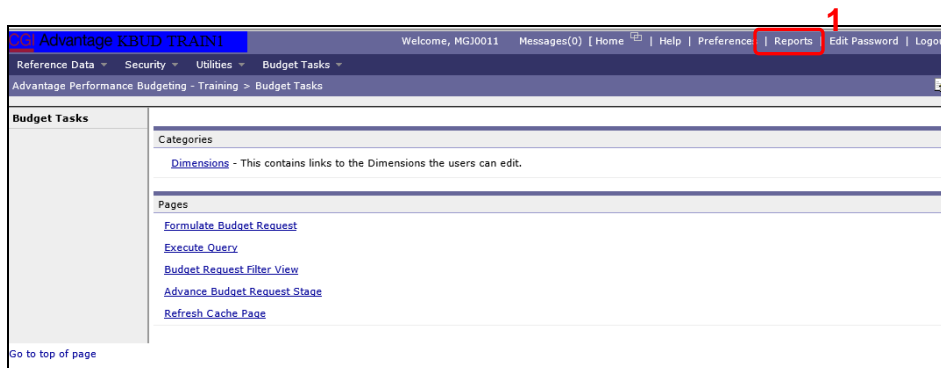 1
CGI Advantage KBUD TRAIN1 Welcome, MGJ0011 Messages(0) [ Home | Help | Preferences | Reports | Edit Password |
Reference Data Security Utilities Budget Tasks
Advantage Performance Budgeting - Training > Budget Tasks
Budget Tasks
Categories
Dimensions - This contains links to the Dimensions the users can edit.
Pages
Formulate Budget Request
Execute Query
Budget Request Filter View
Advance Budget Request Stage
Refresh Cache Page
Go to top of page